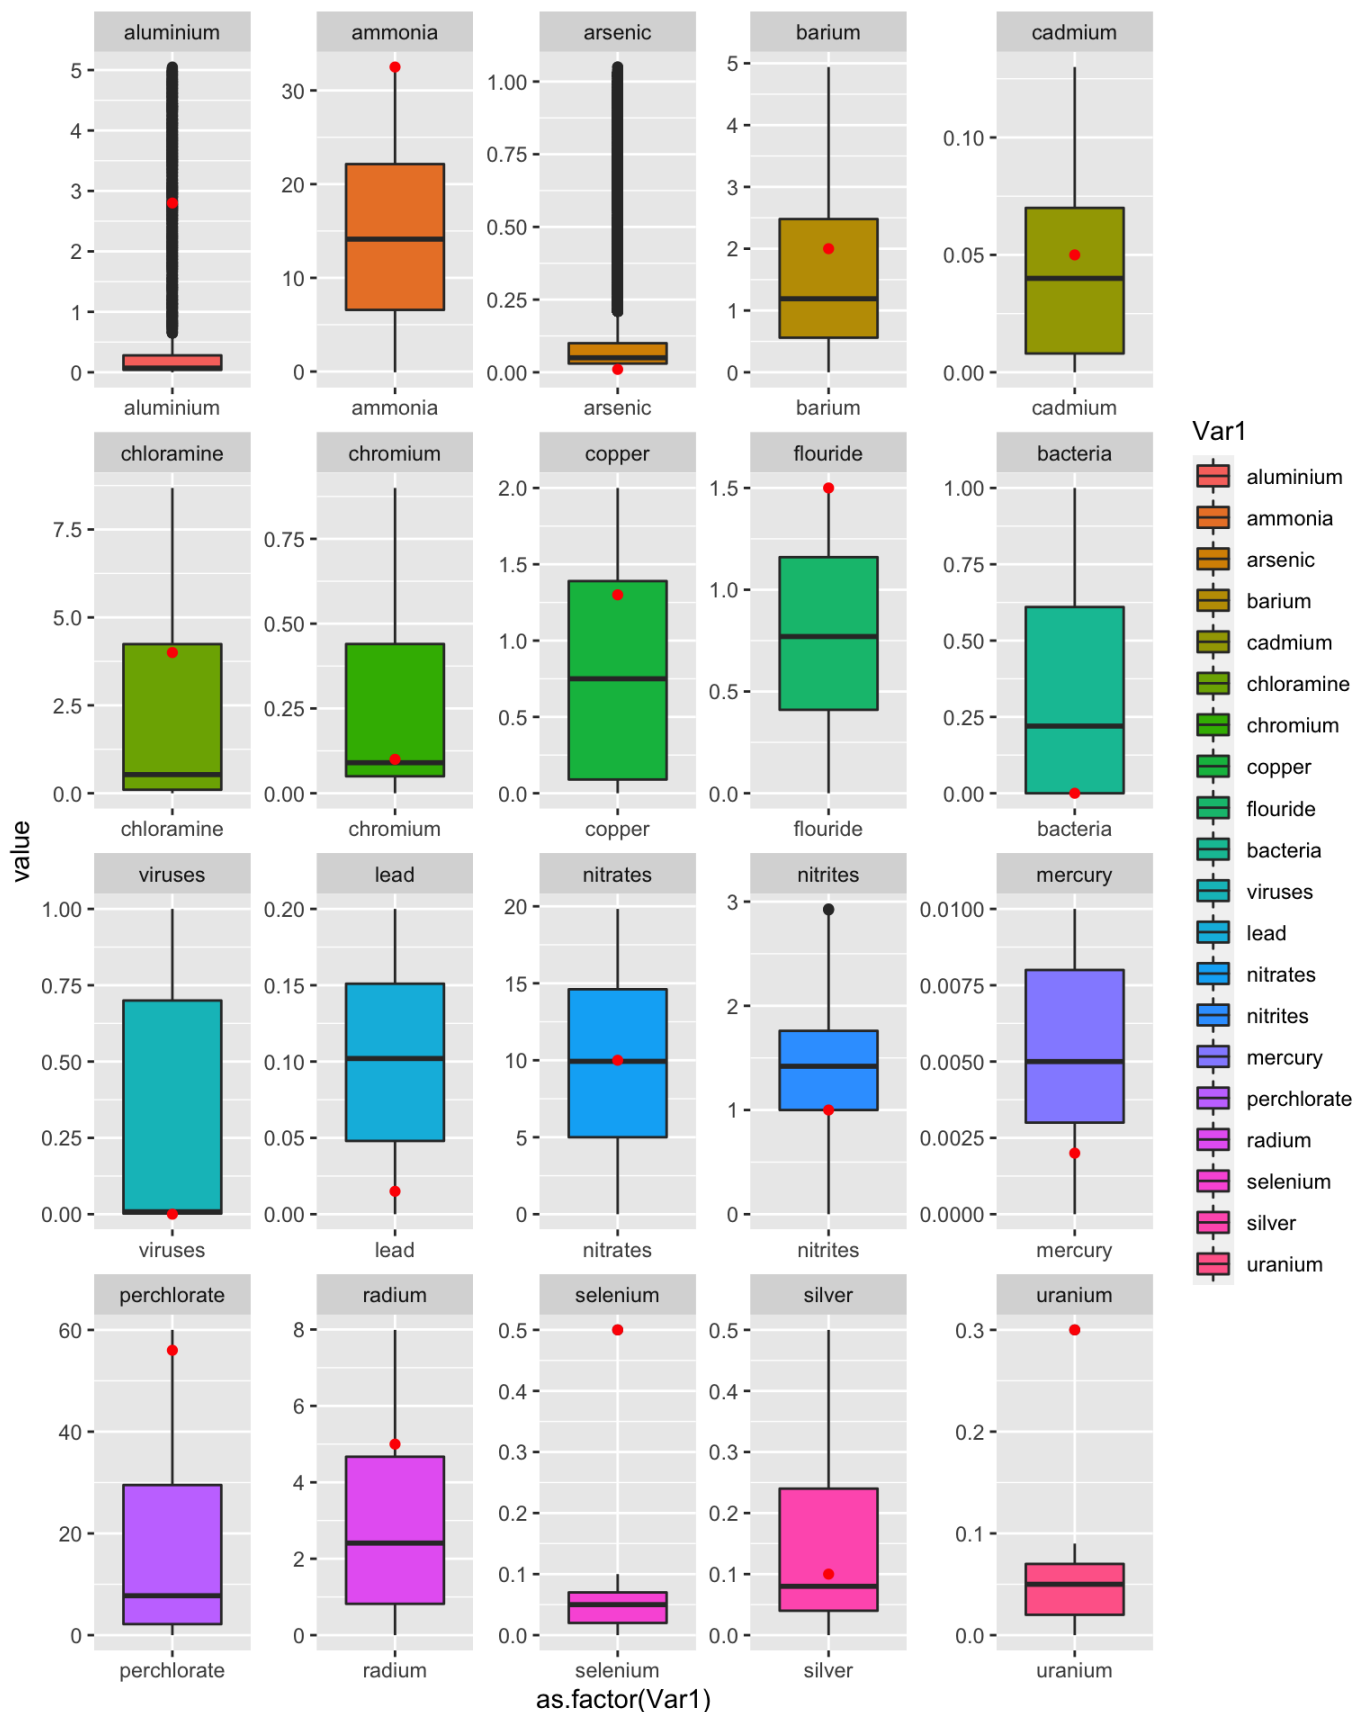 aluminium
ammonia
arsenic
barium
cadmium
5
4
3
2
1
0
30
20
10
0
1.00
0.75
0.50
0.25
0.00
5
4
3
2
1
0
0.10
0.05
0.00
aluminium
ammonia
arsenic
barium
cadmium
chloramine
chromium
copper
flouride
bacteria
7.5
5.0
2.5
0.0
0.75
0.50
0.25
0.00
2.0
1.5
1.0
0.5
0.0
1.5
1.0
0.5
0.0
1.00
0.75
0.50
0.25
0.00
chloramine
chromium
copper
flouride
bacteria
value
viruses
lead
nitrates
nitrites
mercury
1.00
0.75
0.50
0.25
0.00
0.20
0.15
0.10
0.05
0.00
20
15
10
5
0
3
2
1
0
0.0100
0.0075
0.0050
0.0025
0.0000
viruses
lead
nitrates
nitrites
mercury
perchlorate
radium
selenium
silver
uranium
60
40
20
0
8
6
4
2
0
0.5
0.4
0.3
0.2
0.1
0.0
0.5
0.4
0.3
0.2
0.1
0.0
0.3
0.2
0.1
0.0
perchlorate
radium
selenium
silver
uranium
as.factor(Var1)
Var1
aluminium
ammonia
arsenic
barium
cadmium
chloramine
chromium
copper
flouride
bacteria
viruses
lead
nitrates
nitrites
mercury
perchlorate
radium
selenium
silver
uranium